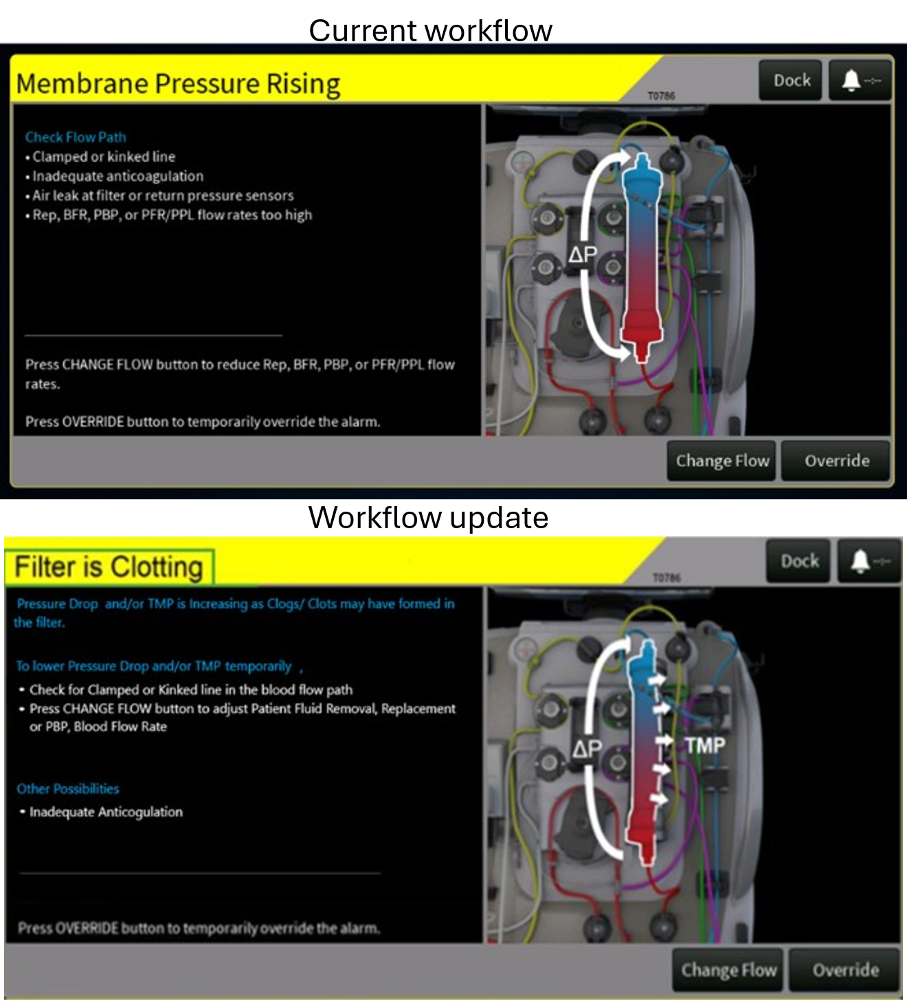 Current workflow
Membrane Pressure Rising
T0786
Dock
--:--
Check Flow Path
• Clamped or kinked line
• Inadequate anticoagulation
• Air leak at filter or return pressure sensors
• Rep, BFR, PBP, or PFR/PPL flow rates too high
ΔP
Press CHANGE FLOW button to reduce Rep, BFR, PBP, or PFR/PPL flow
rates.
Press OVERRIDE button to temporarily override the alarm.
Change Flow
Override
Workflow update
Filter is Clotting
T0786
Dock
--:--
Pressure Drop and/or TMP is Increasing as Clogs/ Clots may have formed in
the filter.
To lower Pressure Drop and/or TMP temporarily ,
• Check for Clamped or Kinked line in the blood flow path
• Press CHANGE FLOW button to adjust Patient Fluid Removal, Replacement
or PBP, Blood Flow Rate
ΔP
TMP
Other Possibilities
• Inadequate Anticogulation
Press OVERRIDE button to temporarily override the alarm.
Change Flow
Override